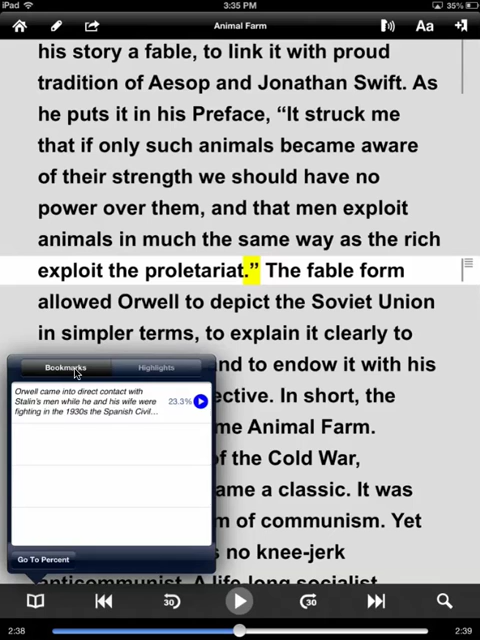 iPad 3:35 PM 35%
Animal Farm Aa
his story a fable, to link it with proud
tradition of Aesop and Jonathan Swift. As
he puts it in his Preface, “It struck me
that if only such animals became aware
of their strength we should have no
power over them, and that men exploit
animals in much the same way as the rich
exploit the proletariat.” The fable form
allowed Orwell to depict the Soviet Union
in simpler terms, to explain it clearly to
and to endow it with his
ective. In short, the
me Animal Farm.
of the Cold War,
ame a classic. It was
m of communism. Yet
s no knee-jerk
anticommunist. A life-long socialist
Bookmarks Highlights
Orwell came into direct contact with
Stalin's men while he and his wife were
fighting in the 1930s the Spanish Civil...
23.3%
Go To Percent
30 30
2:38 2:39